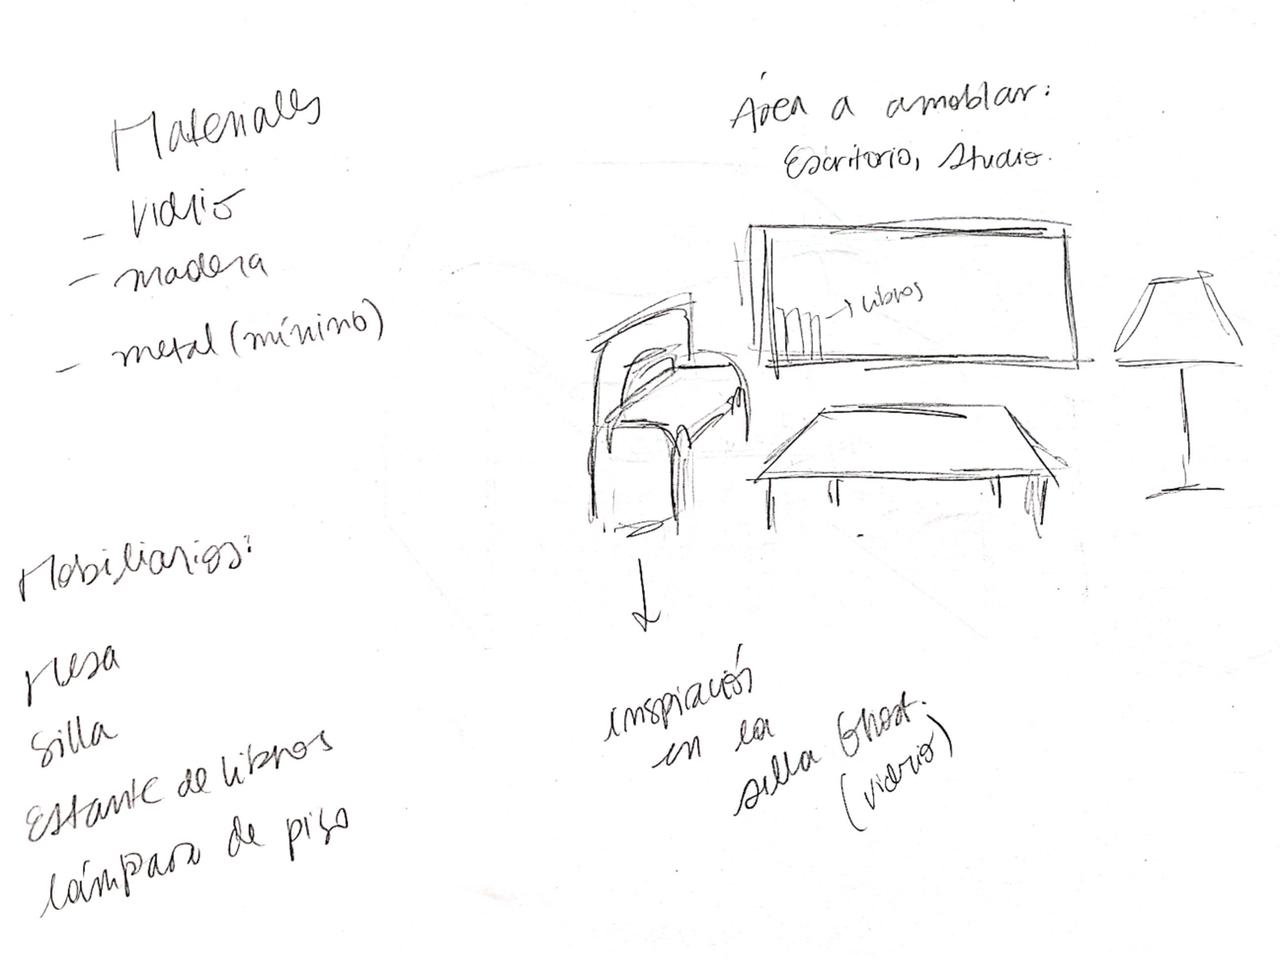 Materiales
- vidrio
- madera
- metal (mínino)
Área a amoblar:
Escritorio, Studio.
→ libros
Mobiliarios:
Mesa
Silla
Estante de libros
Lámpara de piso
inspiración
en la
silla Ghost.
(vidrio)